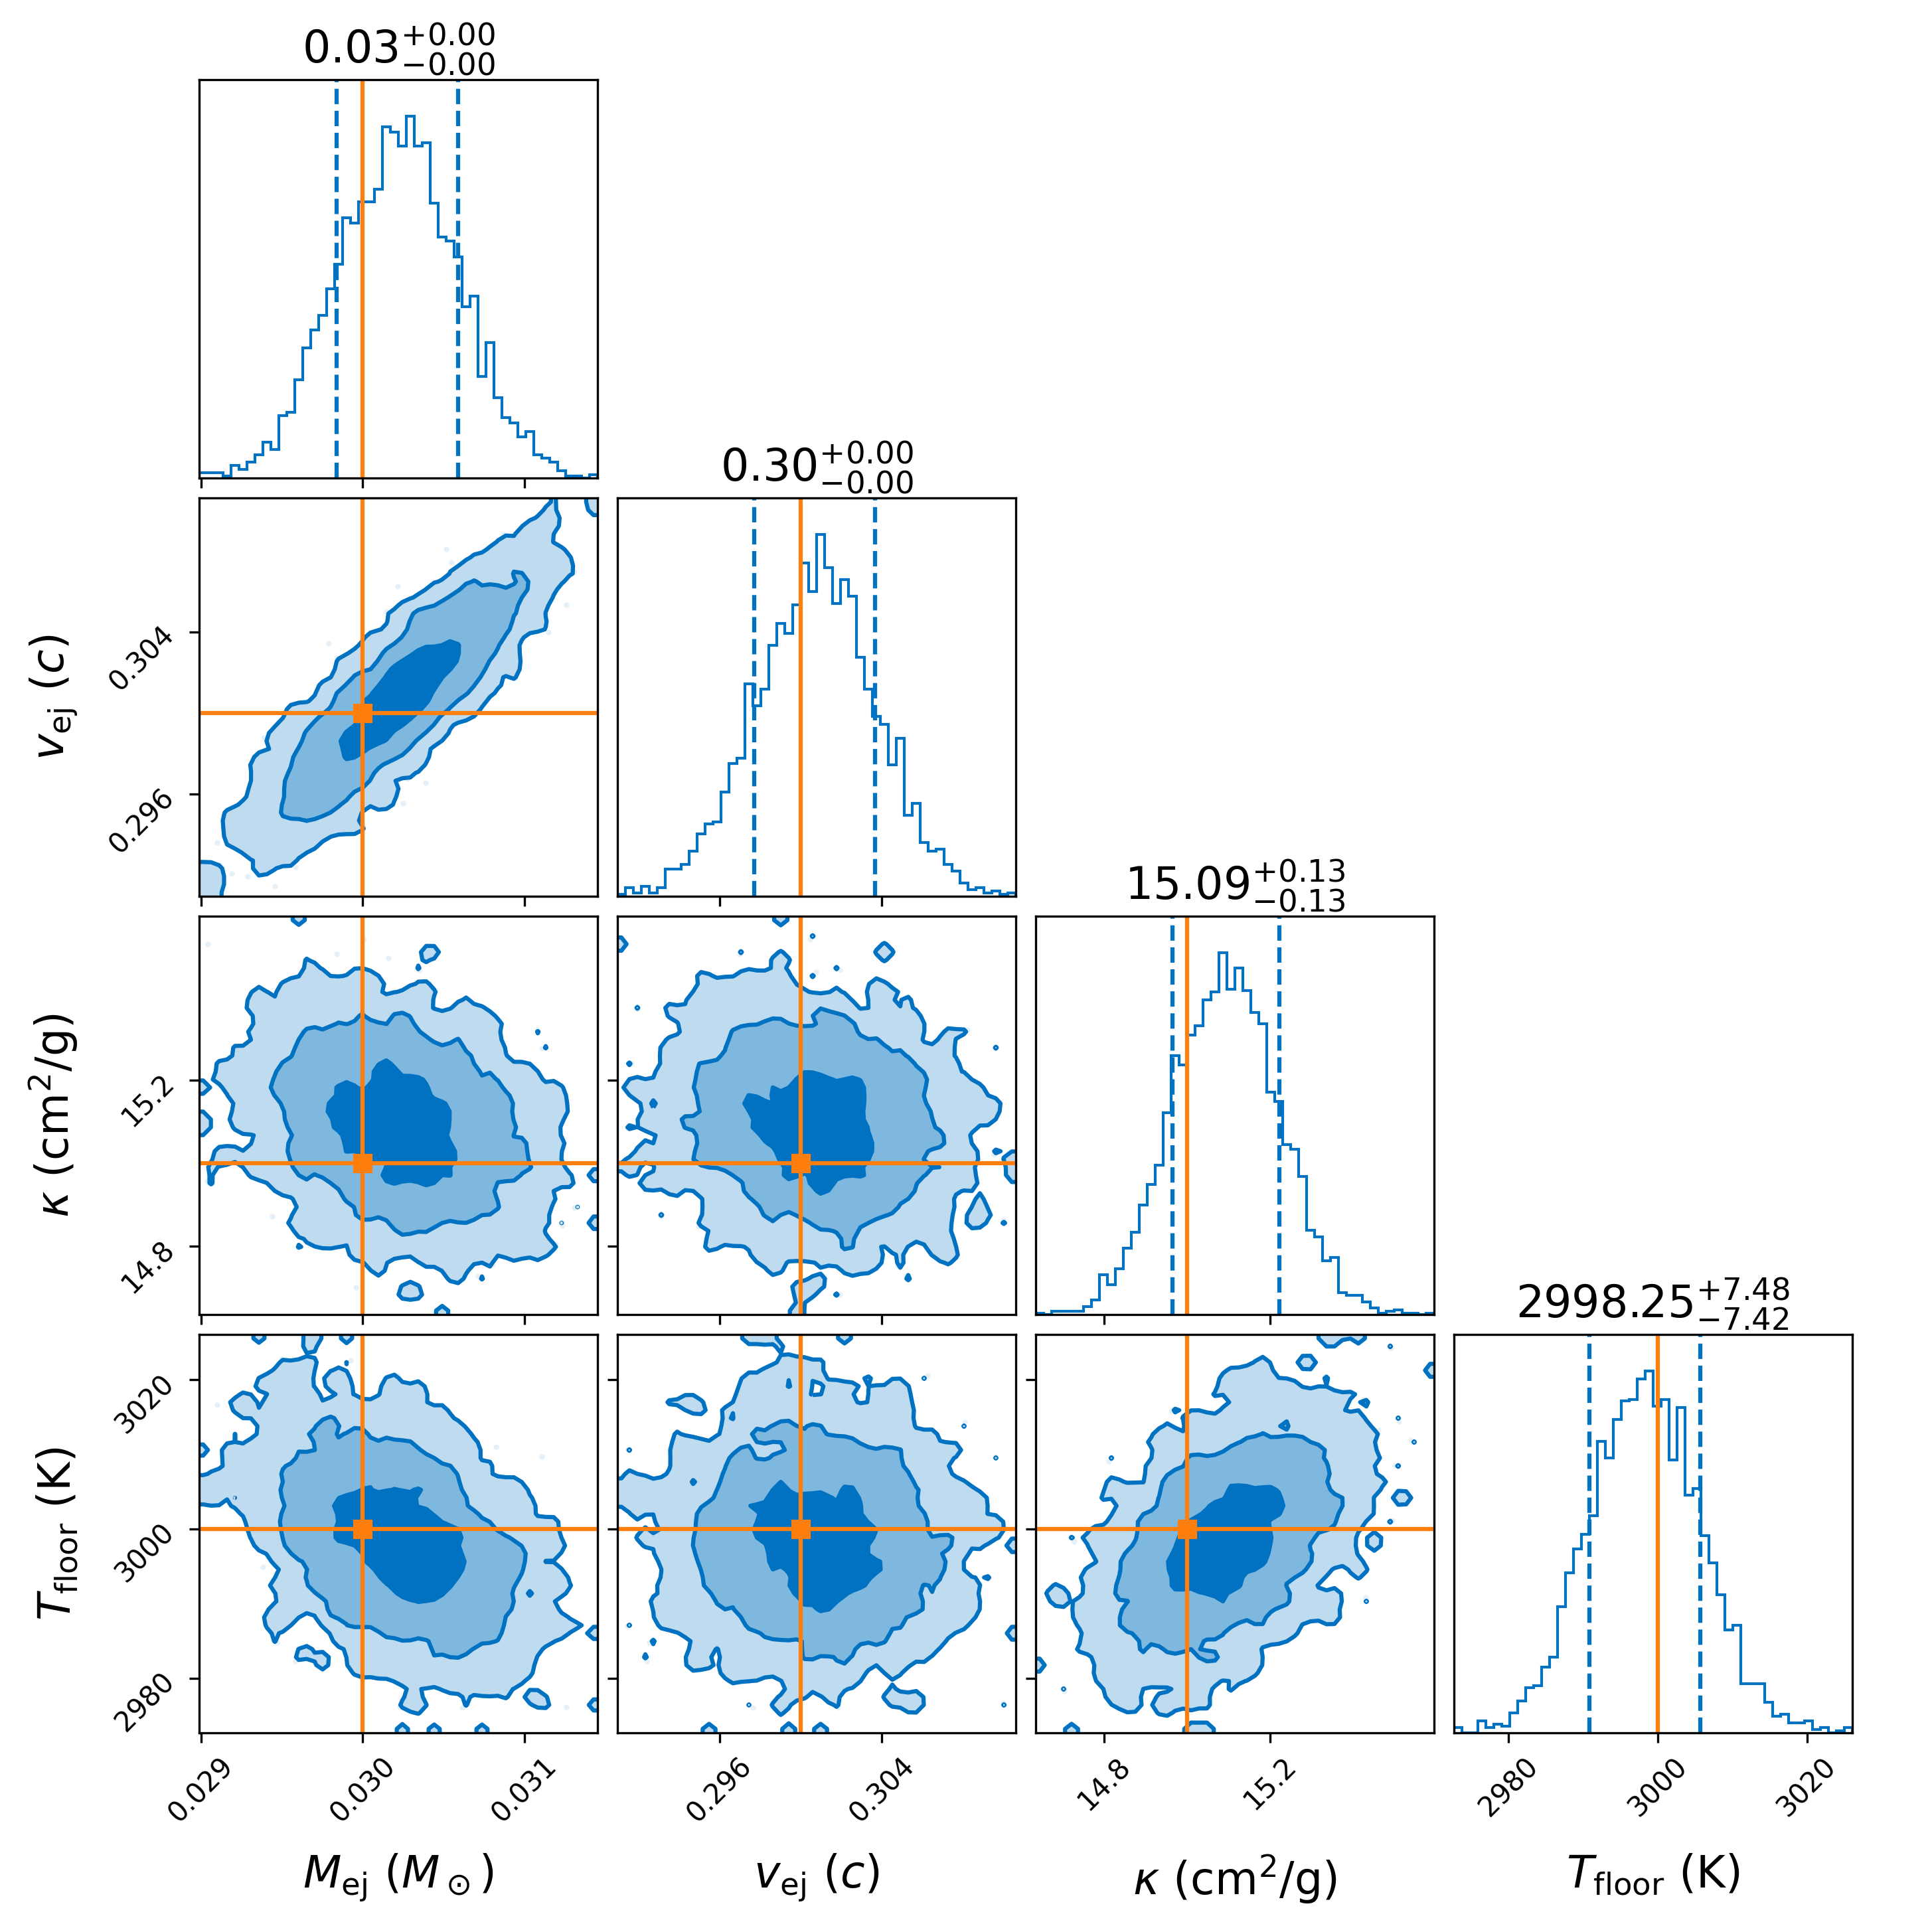 0.03+0.00−0.00
0.30+0.00−0.00
vej (c)
0.304
0.296
15.09+0.13−0.13
κ (cm2/g)
15.2
14.8
2998.25+7.48−7.42
Tfloor (K)
3020
3000
2980
0.029 0.030 0.031 0.296 0.304 14.8 15.2 2980 3000 3020
Mej (M⊙) vej (c) κ (cm2/g) Tfloor (K)